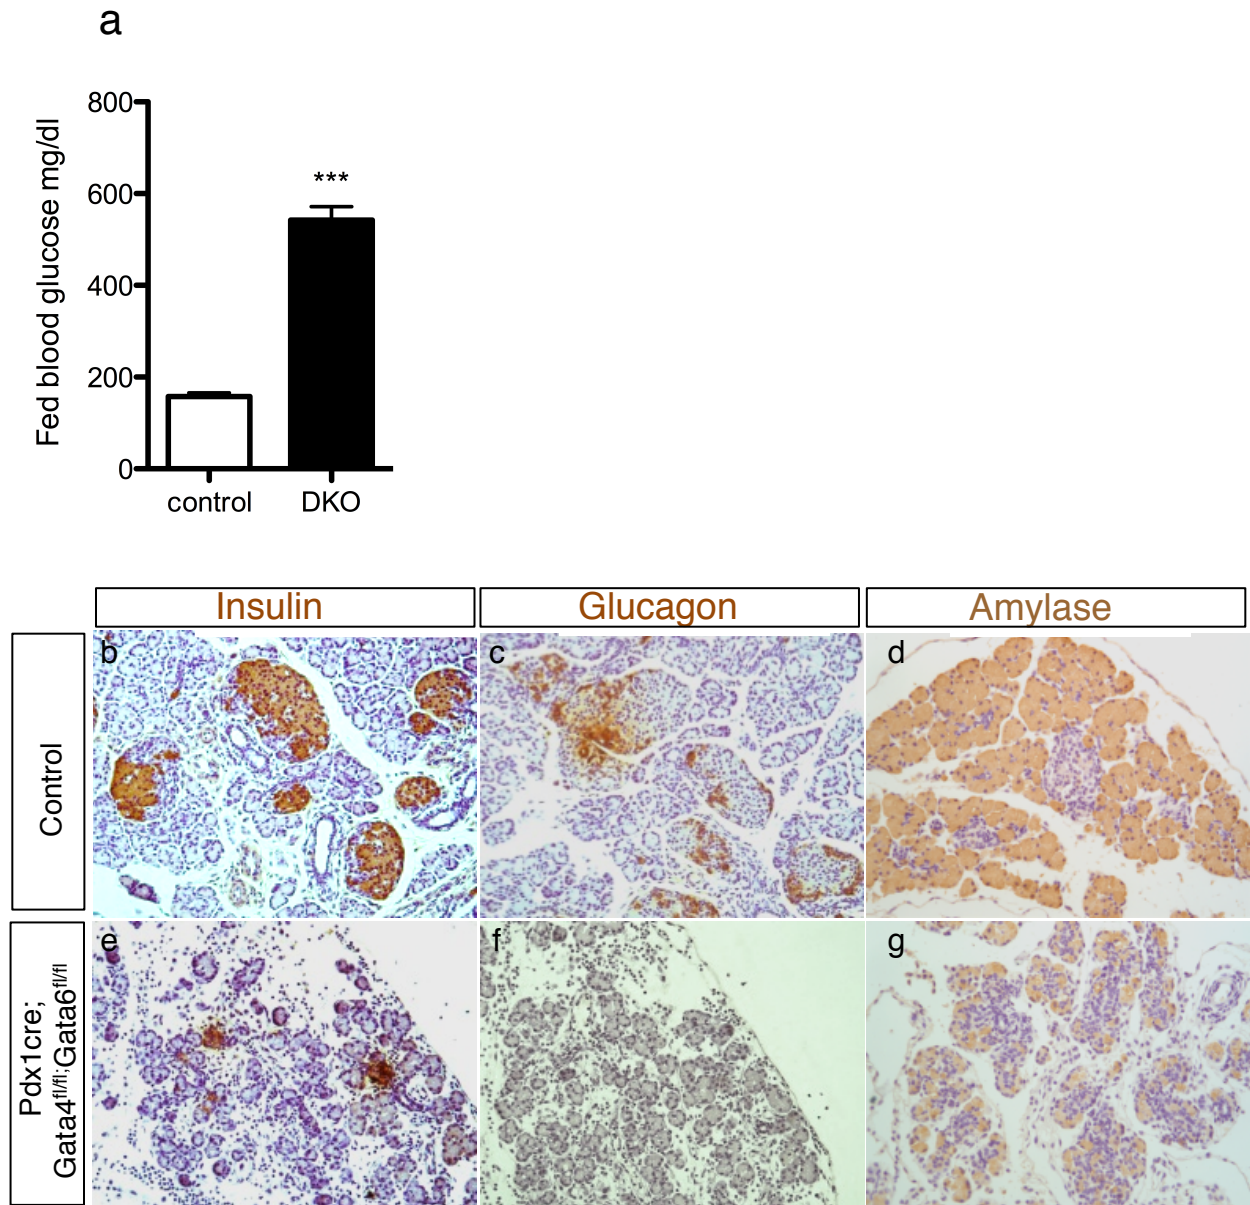 a
Fed blood glucose mg/dl
800
600
400
200
0
***
control
DKO
Insulin
Glucagon
Amylase
Control
b
c
d
Pdx1cre;
Gata4fl/fl;Gata6fl/fl
e
f
g